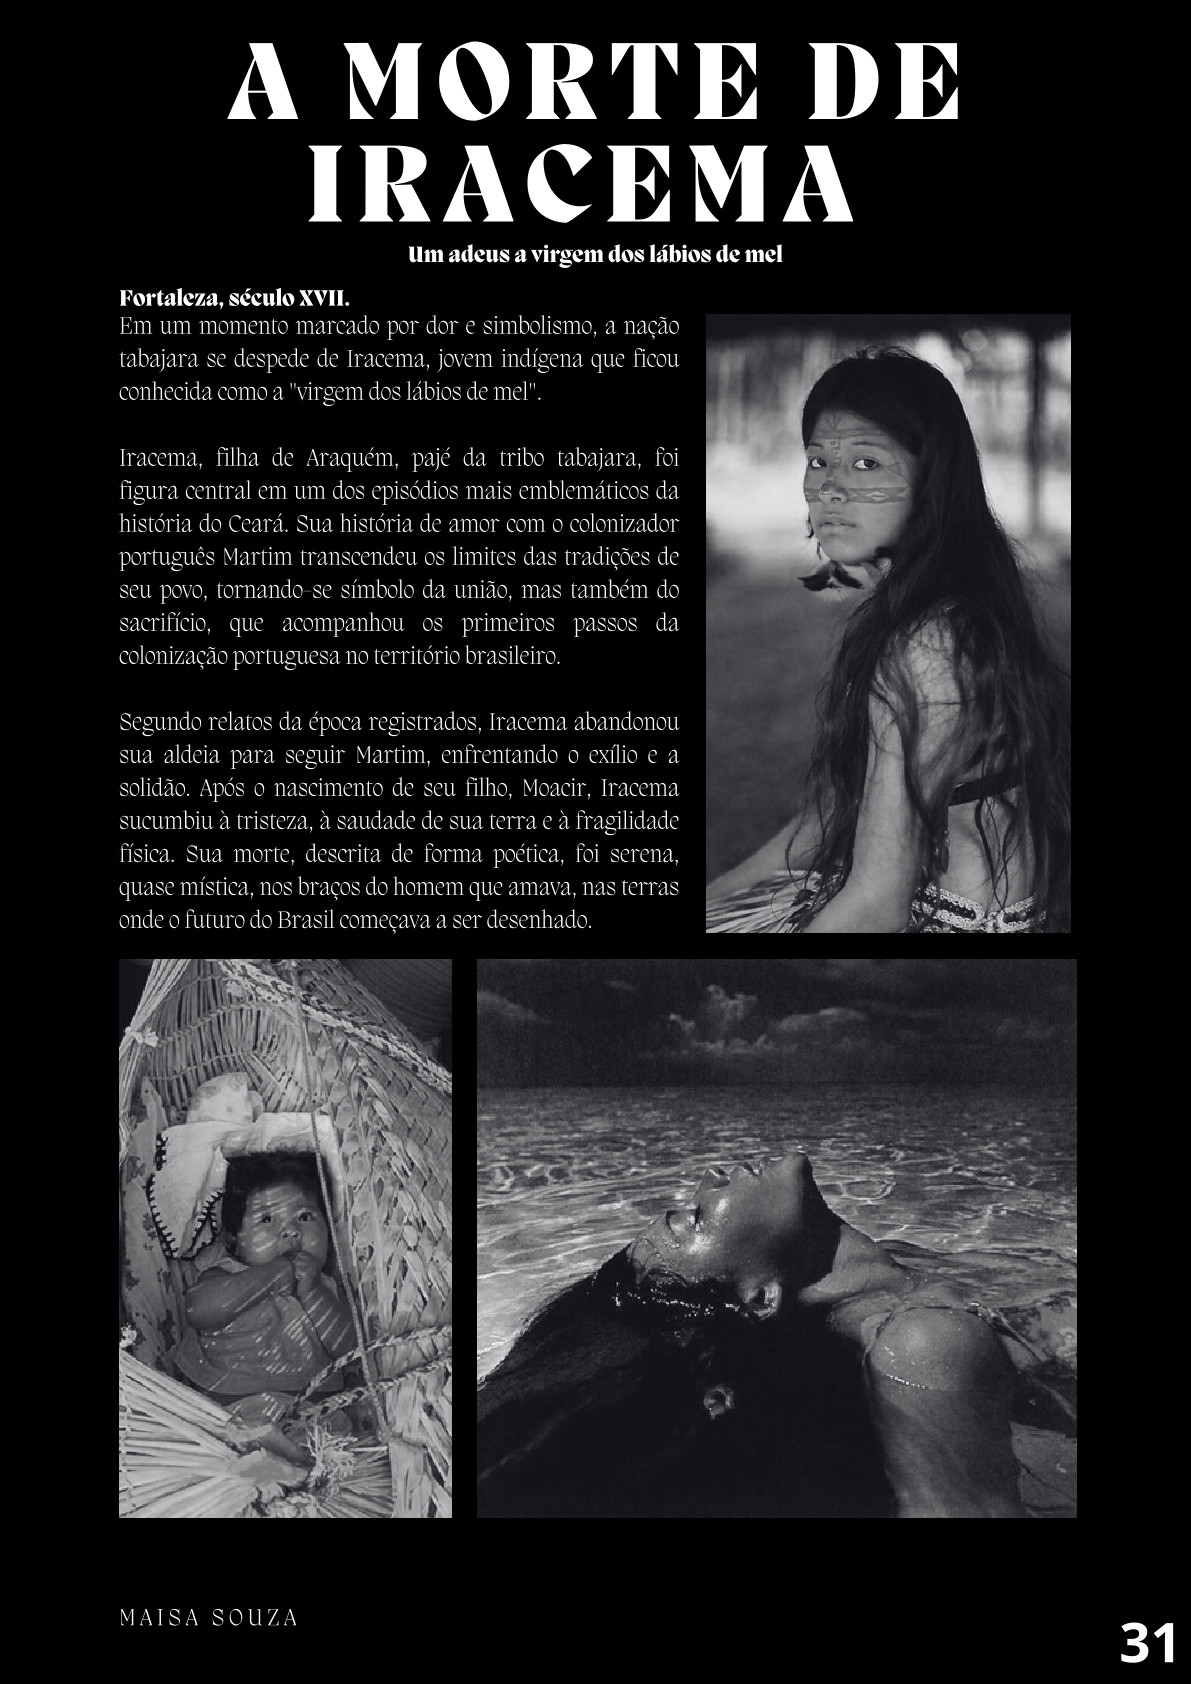 A MORTE DE
IRACEMA
Um adeus a virgem dos lábios de mel
Fortaleza, século XVII.
Em um momento marcado por dor e simbolismo, a nação
tabajara se despede de Iracema, jovem indígena que ficou
conhecida como a "virgem dos lábios de mel".
Iracema, filha de Araquém, pajé da tribo tabajara, foi
figura central em um dos episódios mais emblemáticos da
história do Ceará. Sua história de amor com o colonizador
português Martim transcendeu os limites das tradições de
seu povo, tornando-se símbolo da união, mas também do
sacrifício, que acompanhou os primeiros passos da
colonização portuguesa no território brasileiro.
Segundo relatos da época registrados, Iracema abandonou
sua aldeia para seguir Martim, enfrentando o exílio e a
solidão. Após o nascimento de seu filho, Moacir, Iracema
sucumbiu à tristeza, à saudade de sua terra e à fragilidade
física. Sua morte, descrita de forma poética, foi serena,
quase mística, nos braços do homem que amava, nas terras
onde o futuro do Brasil começava a ser desenhado.
MAISA SOUZA
31